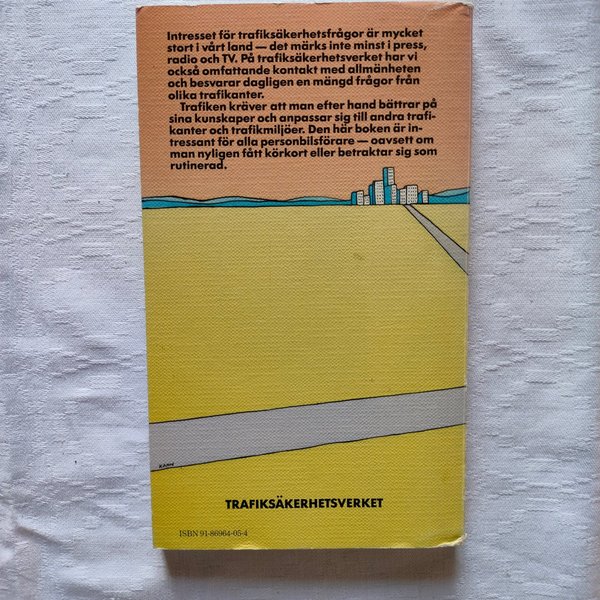 Intresset för trafiksäkerhetsfrågor är mycket
stort i vårt land — det märks inte minst i press,
radio och TV. På trafiksäkerhetsverket har vi
också omfattande kontakt med allmänheten
och besvarar dagligen en mängd frågor från
olika trafikanter.
Trafiken kräver att man efter hand bättrar på
sina kunskaper och anpassar sig till andra trafi-
kanter och trafikmiljöer. Den här boken är in-
tressant för alla personbilsförare — oavsett om
man nyligen fått körkort eller betraktar sig som
rutinerad.
TRAFIKSÄKERHETSVERKET
ISBN 91-86964-05-4